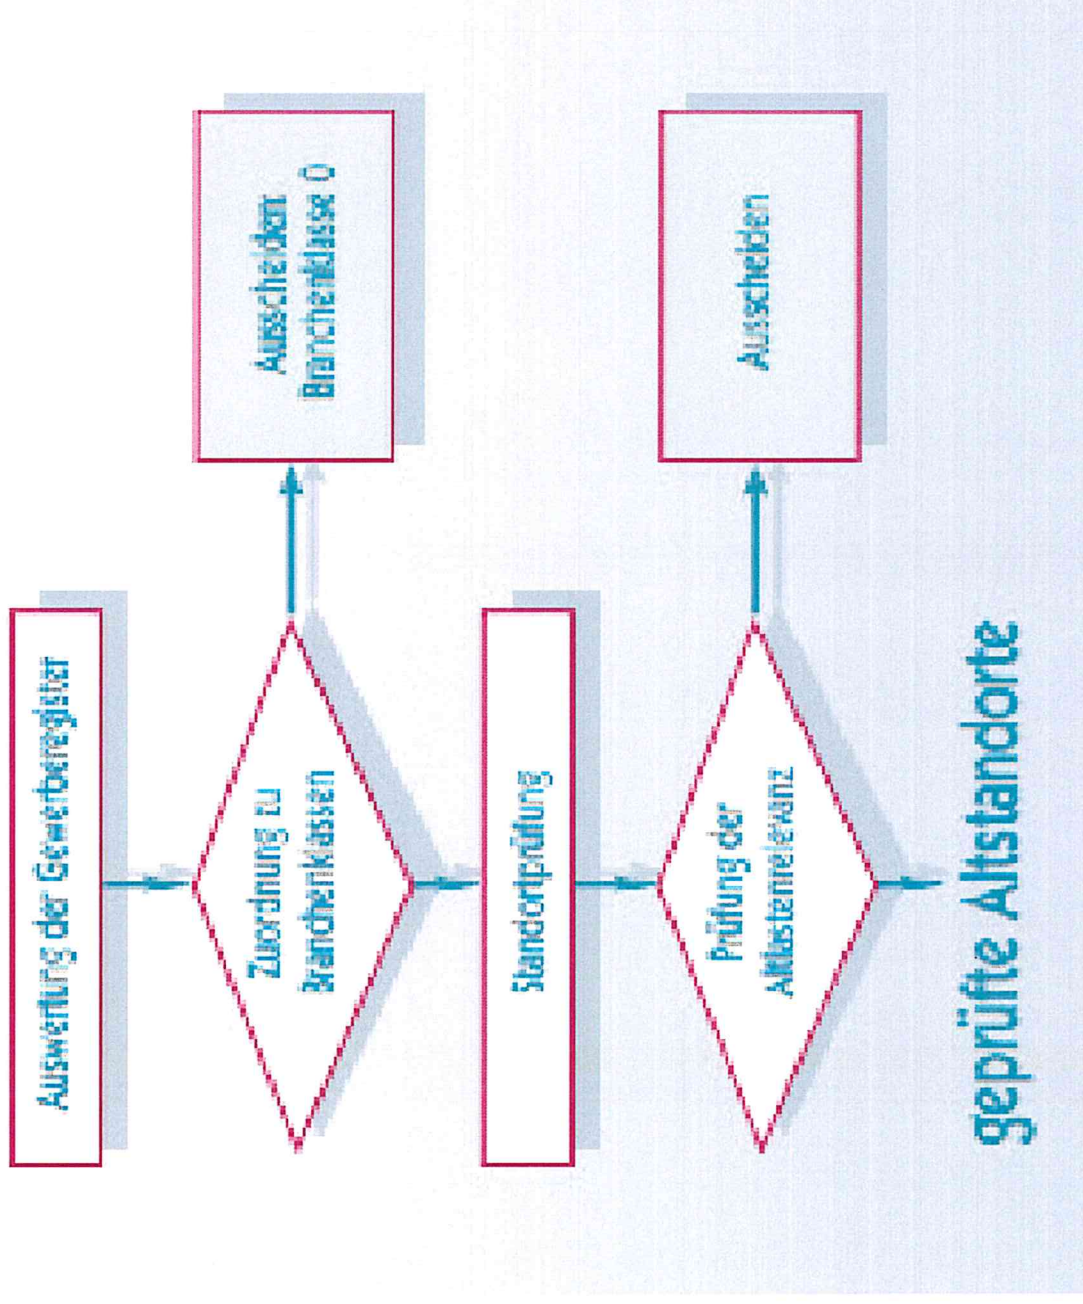 Auswertung der Gewerberegister
Zuordnung zu
Branchenklassen
Ausscheiden
Branchenklasse 0
Standortprüfung
Prüfung der
Altlastenrelevanz
Ausscheiden
geprüfte Altstandorte